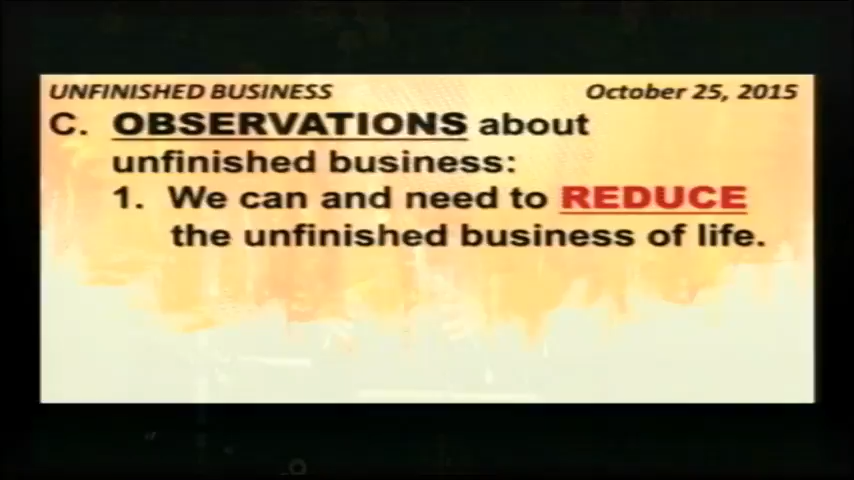 UNFINISHED BUSINESS October 25, 2015
C. OBSERVATIONS about
unfinished business:
1. We can and need to REDUCE
the unfinished business of life.